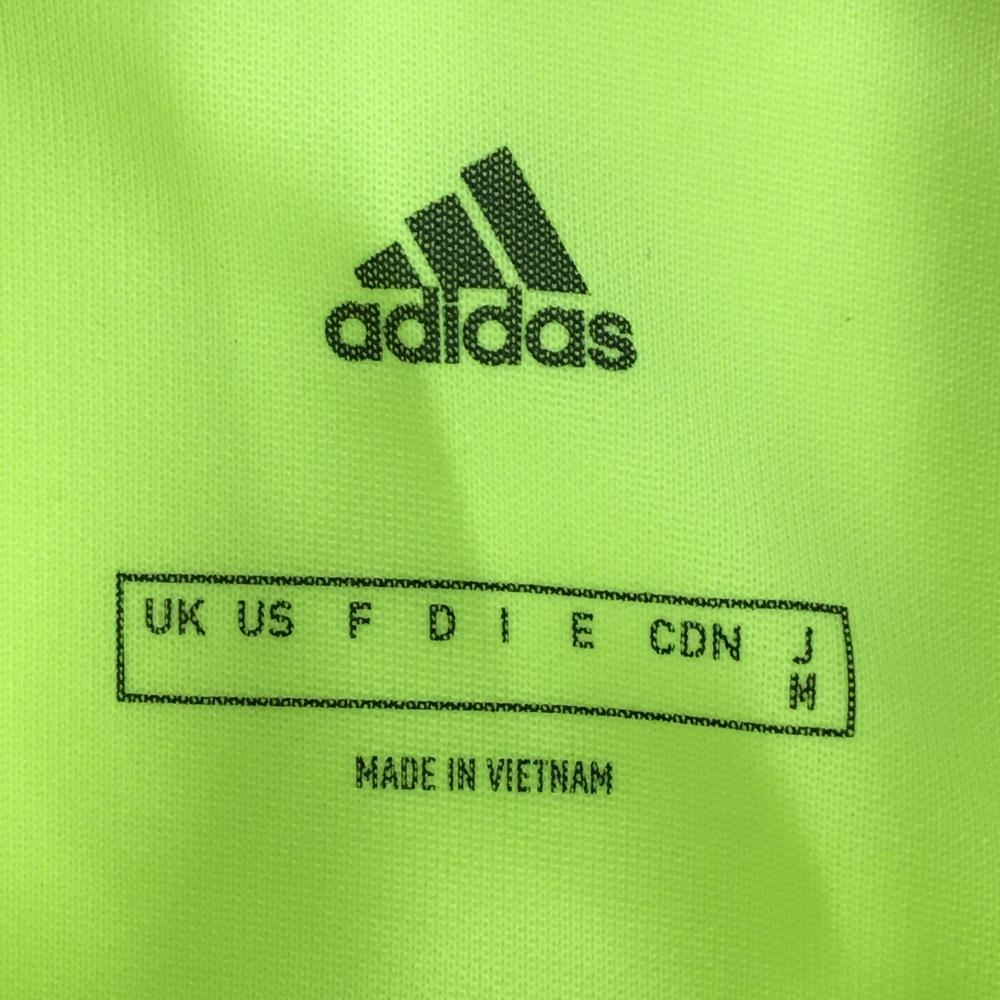 adidas
UK US F D I E CDN J
M
MADE IN VIETNAM